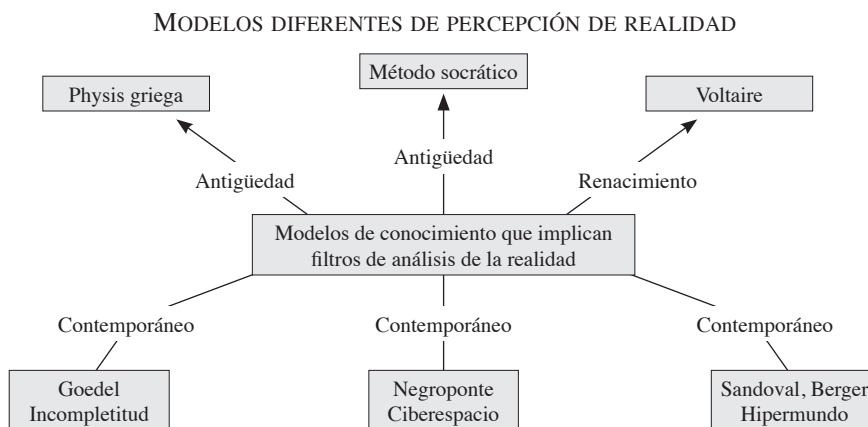 MODELOS DIFERENTES DE PERCEPCIÓN DE REALIDAD
Physis griega
Método socrático
Voltaire
Antigüedad
Antigüedad
Renacimiento
Modelos de conocimiento que implican
filtros de análisis de la realidad
Contemporáneo
Contemporáneo
Contemporáneo
Goedel
Incompletitud
Negroponte
Ciberespacio
Sandoval, Berger
Hipermundo